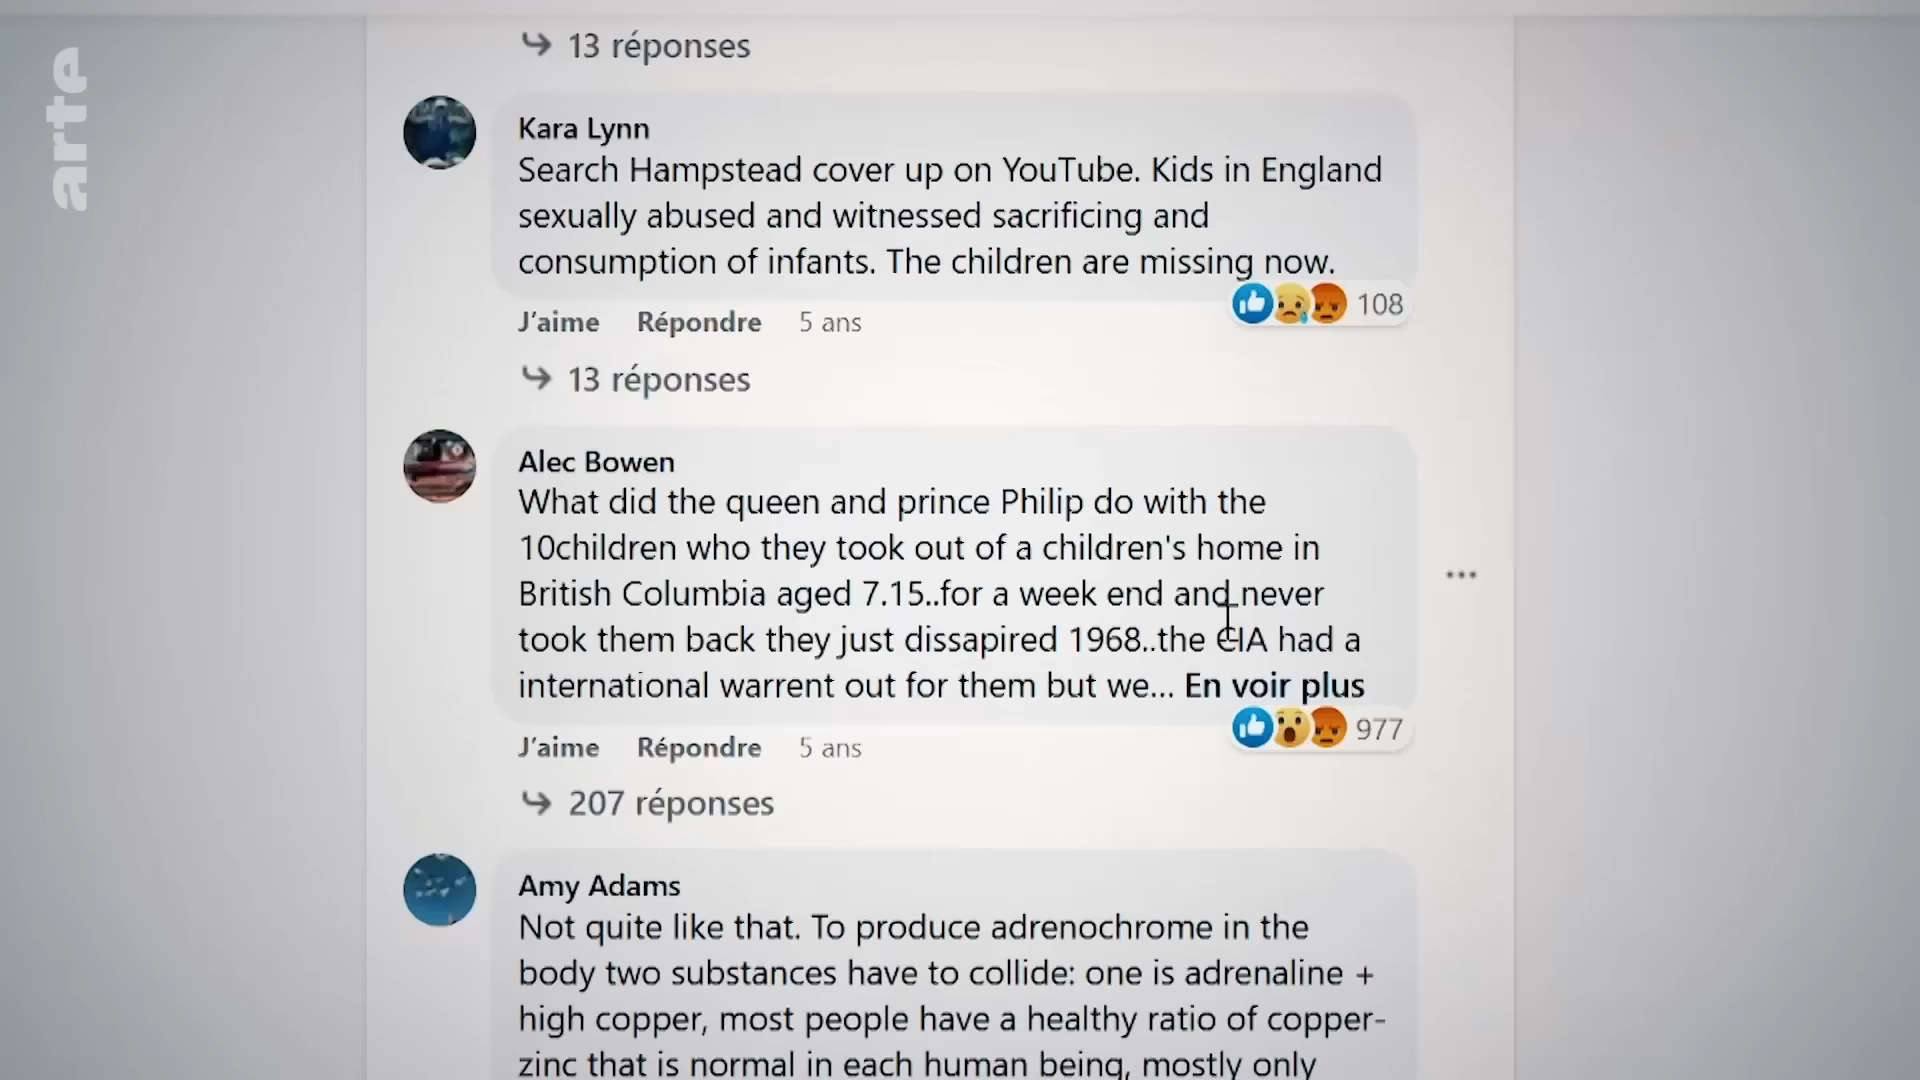 arte
13 réponses
Kara Lynn
Search Hampstead cover up on YouTube. Kids in England
sexually abused and witnessed sacrificing and
consumption of infants. The children are missing now.
108
J'aime Répondre 5 ans
13 réponses
Alec Bowen
What did the queen and prince Philip do with the
10children who they took out of a children's home in
British Columbia aged 7.15..for a week end and never
took them back they just dissapired 1968..the CIA had a
international warrent out for them but we... En voir plus
977
J'aime Répondre 5 ans
207 réponses
Amy Adams
Not quite like that. To produce adrenochrome in the
body two substances have to collide: one is adrenaline +
high copper, most people have a healthy ratio of copper-
zinc that is normal in each human being, mostly only